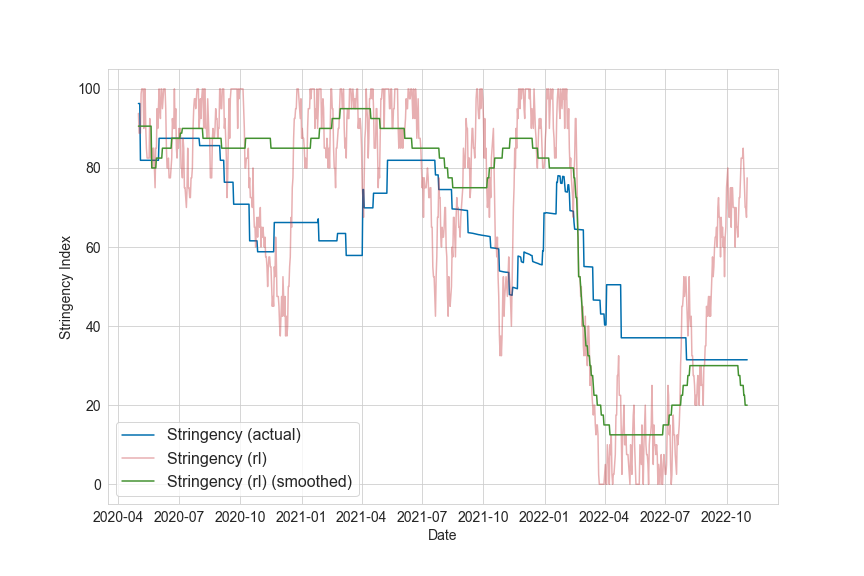 100
80
60
40
20
0
Stringency Index
Stringency (actual)
Stringency (rl)
Stringency (rl) (smoothed)
2020-04 2020-07 2020-10 2021-01 2021-04 2021-07 2021-10 2022-01 2022-04 2022-07 2022-10
Date